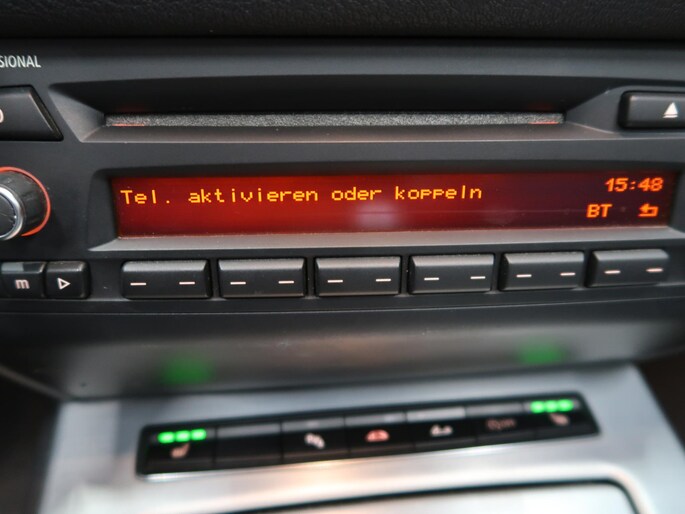 SIONAL
Tel. aktivieren oder koppeln
15:48
BT
m